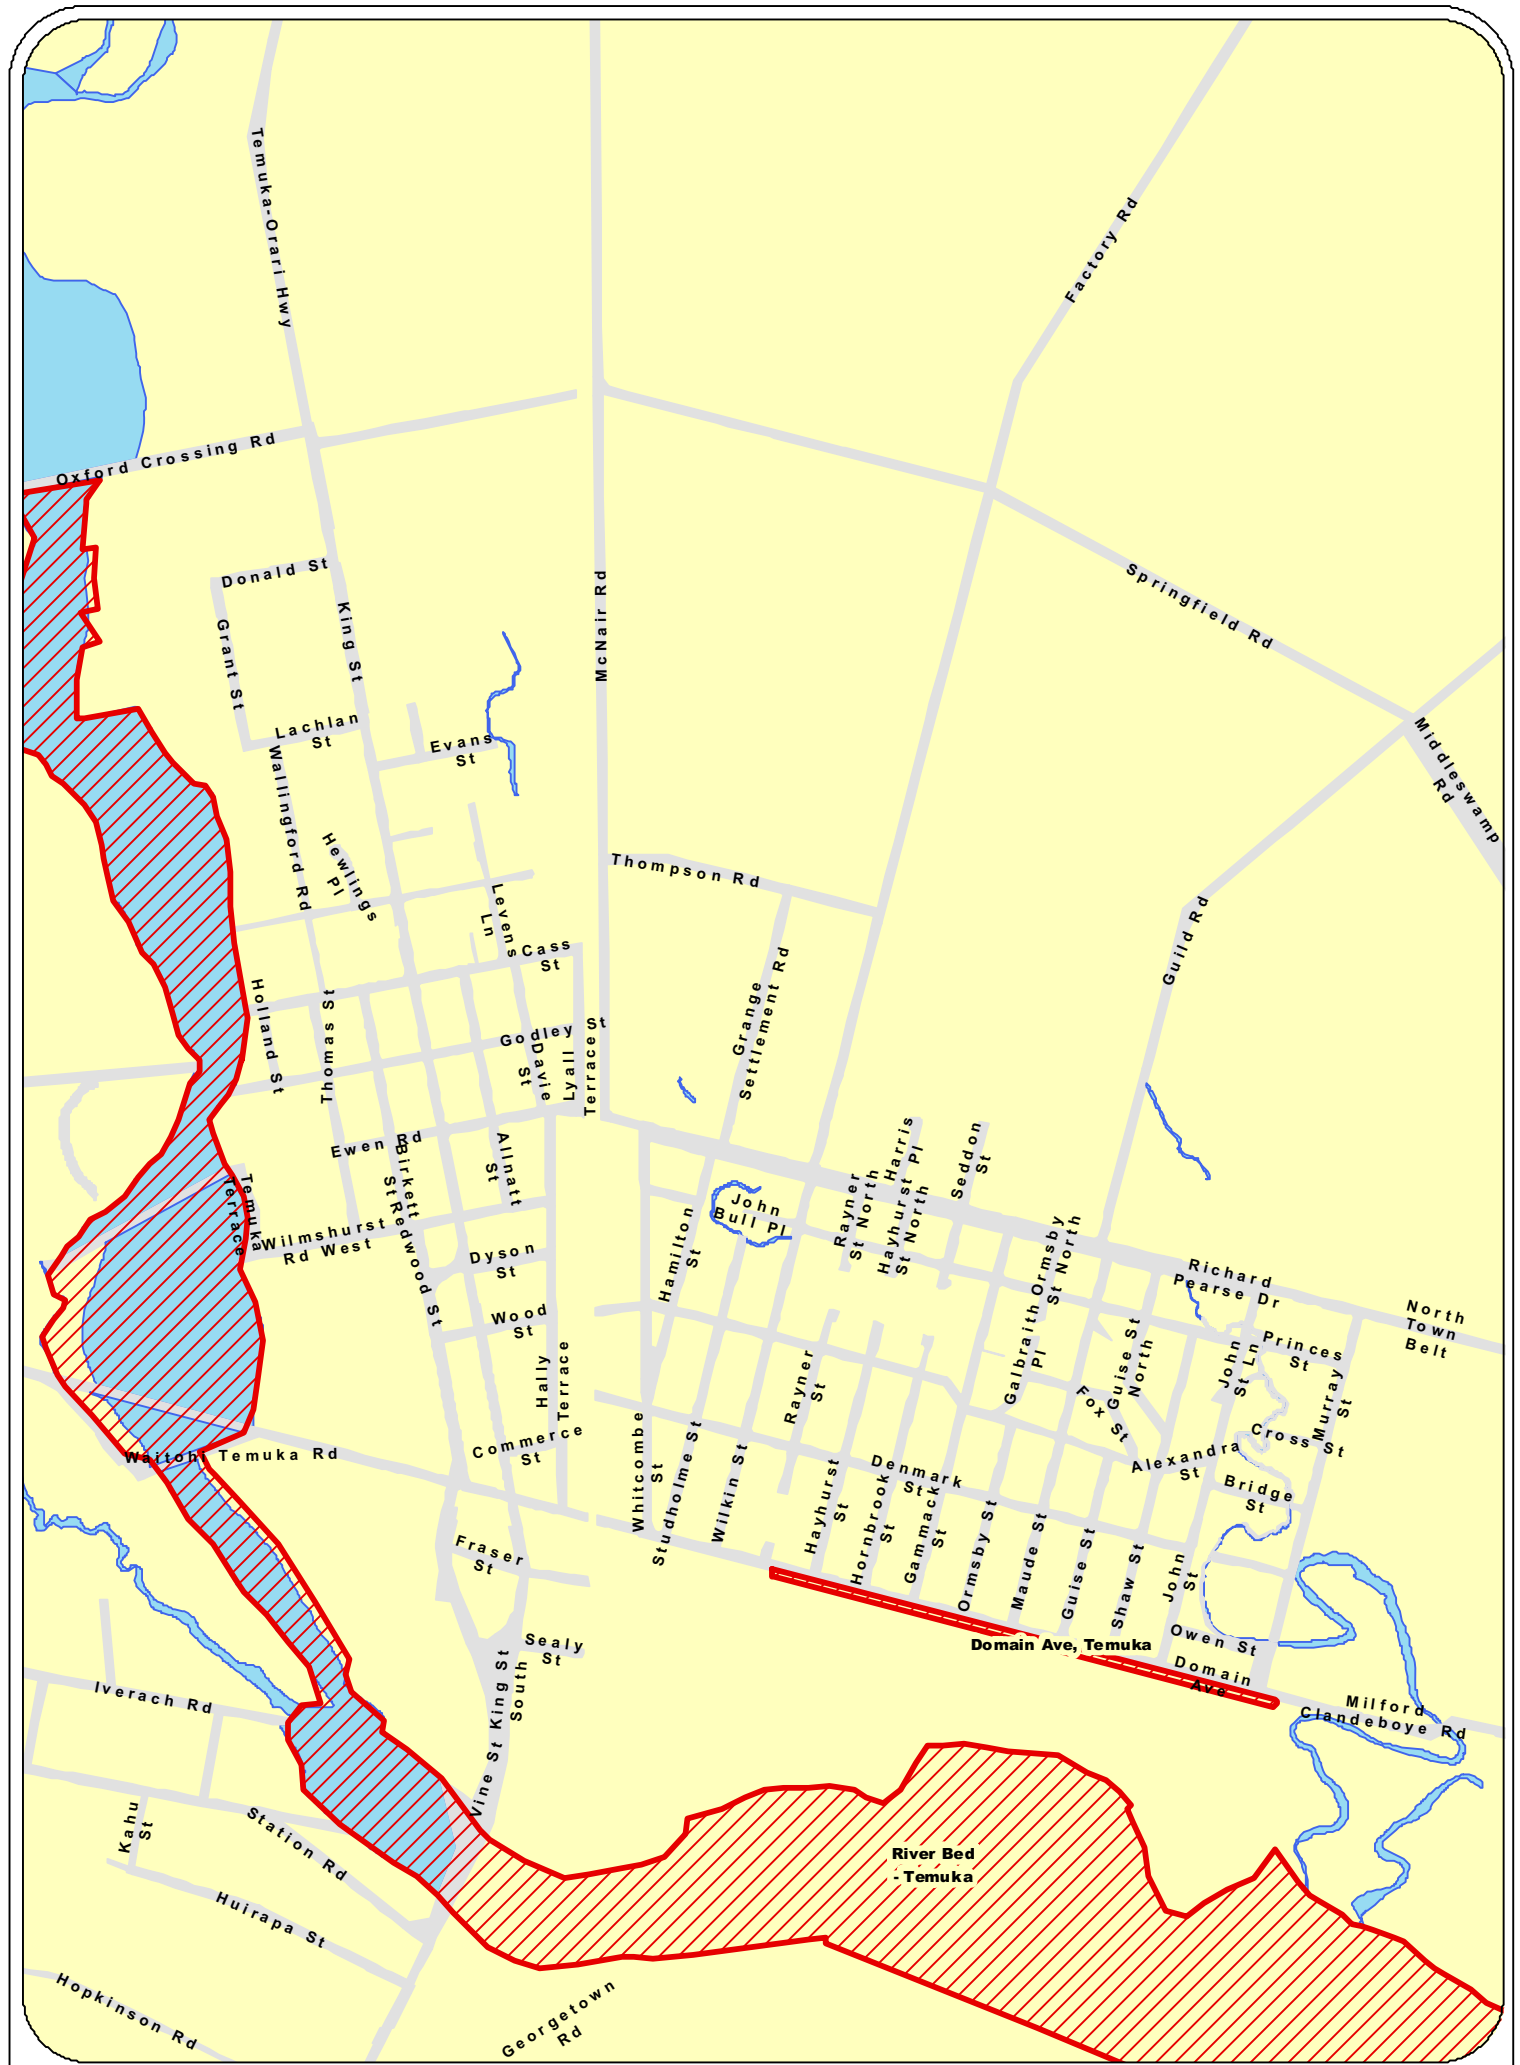 Temuka-Orari Hwy
Factory Rd
Oxford Crossing Rd
Donald St
Grant St
King St
McNair Rd
Springfield Rd
Lachlan
St
Evans
St
Middleswamp
Rd
Wallingford Rd
Hewlings
Pl
Thompson Rd
Levens
Ln
Cass
St
Guild Rd
Grange
Settlement Rd
Holland St
Thomas St
Godley St
Davie
St
Lyall
Terrace
Ewen Rd
Birkett
St
Allnatt
St
Harris
Pl
Seddon
St
Temuka
Terrace
Wilmshurst
Rd West
Redwood St
Dyson
St
John
Bull Pl
Hamilton
St
Rayner
St North
Hayhurst
St North
Ormsby
St North
Richard
Pearse Dr
North
Town
Belt
Wood
St
Hally
Terrace
Galbraith
Pl
Guise St
North
John
St Ln
Princes
St
Rayner
St
Fox St
Murray
St
Cross St
Waitohi Temuka Rd
Commerce
St
Whitcombe
St
Studholme St
Wilkin St
Hayhurst
St
Denmark
St
Alexandra
St
Bridge
St
Hornbrook
St
Gammack
St
Ormsby St
Maude St
Guise St
Shaw St
John
St
Fraser
St
Sealy
St
Domain Ave, Temuka
Owen St
Domain
Ave
Milford
Clandeboye Rd
Iverach Rd
King St
South
Vine St
Kahu
St
Station Rd
River Bed
- Temuka
Huirapa St
Hopkinson Rd
Georgetown
Rd